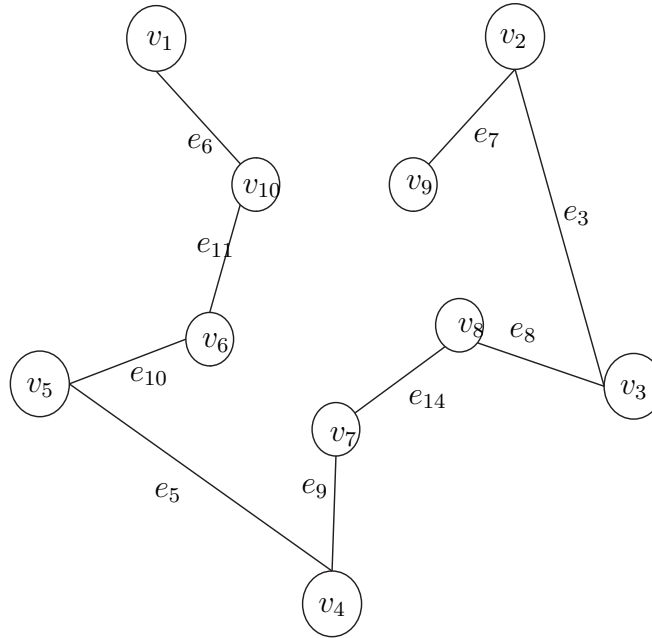 v₁
v₂
e₆
e₇
v₁₀
v₉
e₃
e₁₁
v₈
e₈
v₆
e₁₀
v₅
v₃
e₁₄
v₇
e₅
e₉
v₄